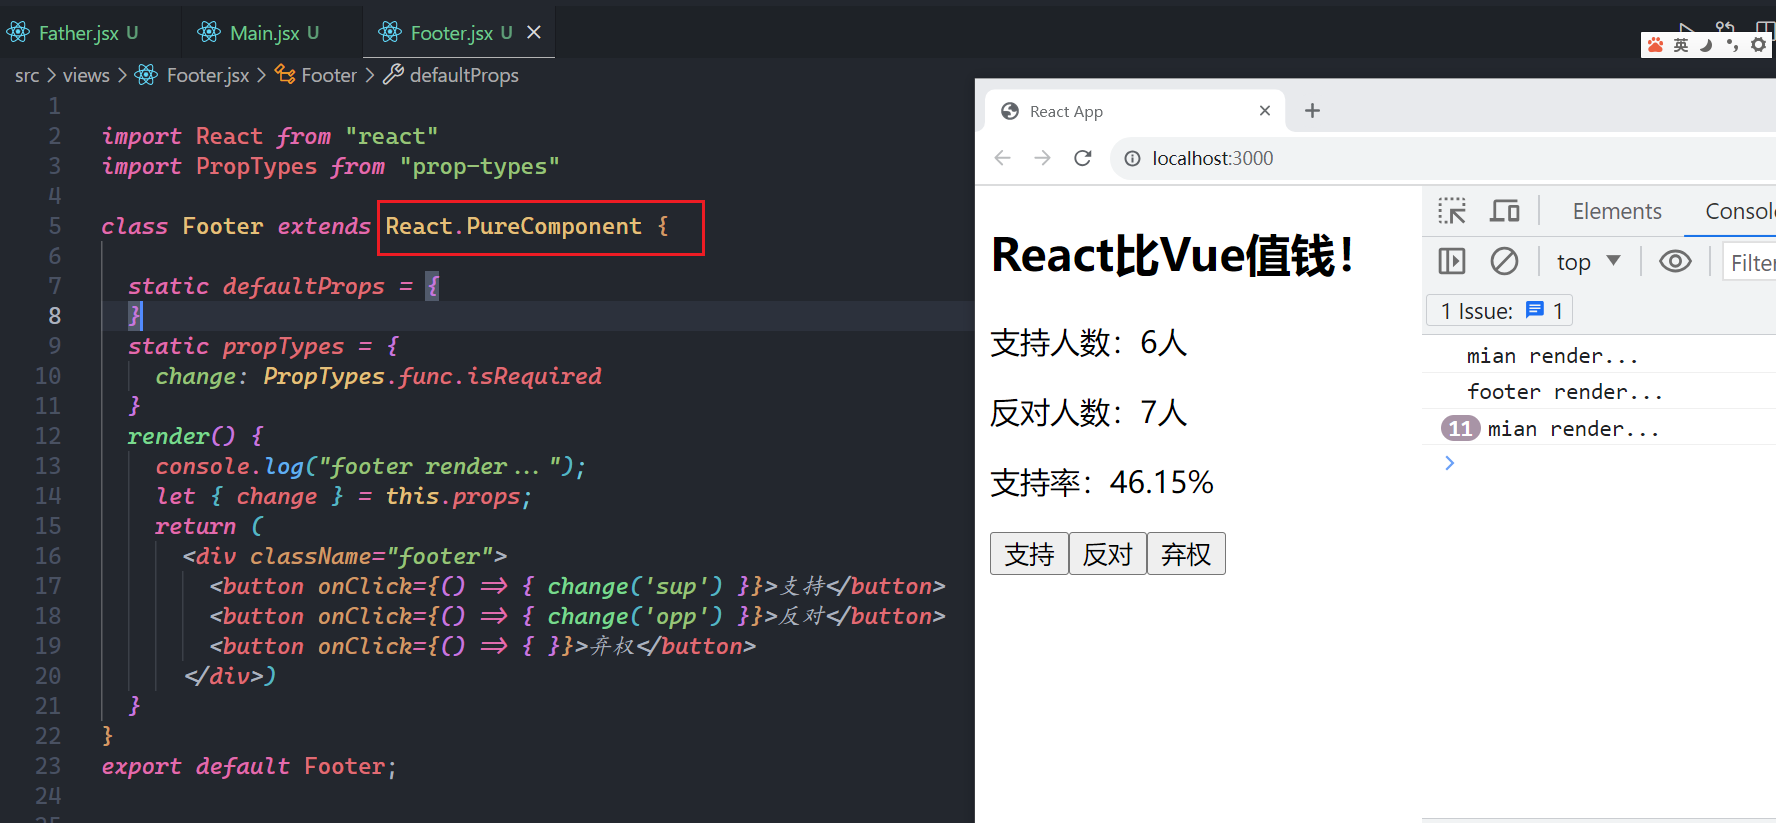 Father.jsx U
Main.jsx U
Footer.jsx U
英
src > views > Footer.jsx > Footer > defaultProps
1
2 import React from "react"
3 import PropTypes from "prop-types"
4
5 class Footer extends React.PureComponent {
6
7 static defaultProps = {
8 }
9 static propTypes = {
10 change: PropTypes.func.isRequired
11 }
12 render() {
13 console.log("footer render...");
14 let { change } = this.props;
15 return (
16 <div className="footer">
17 <button onClick={() => { change('sup') }}>支持</button>
18 <button onClick={() => { change('opp') }}>反对</button>
19 <button onClick={() => { }}>弃权</button>
20 </div>)
21 }
22 }
23 export default Footer;
24
React App
localhost:3000
React比Vue值钱！
支持人数：6人
反对人数：7人
支持率：46.15%
支持 反对 弃权
Elements
Console
top
Filter
1 Issue: 1
mian render...
footer render...
11 mian render...